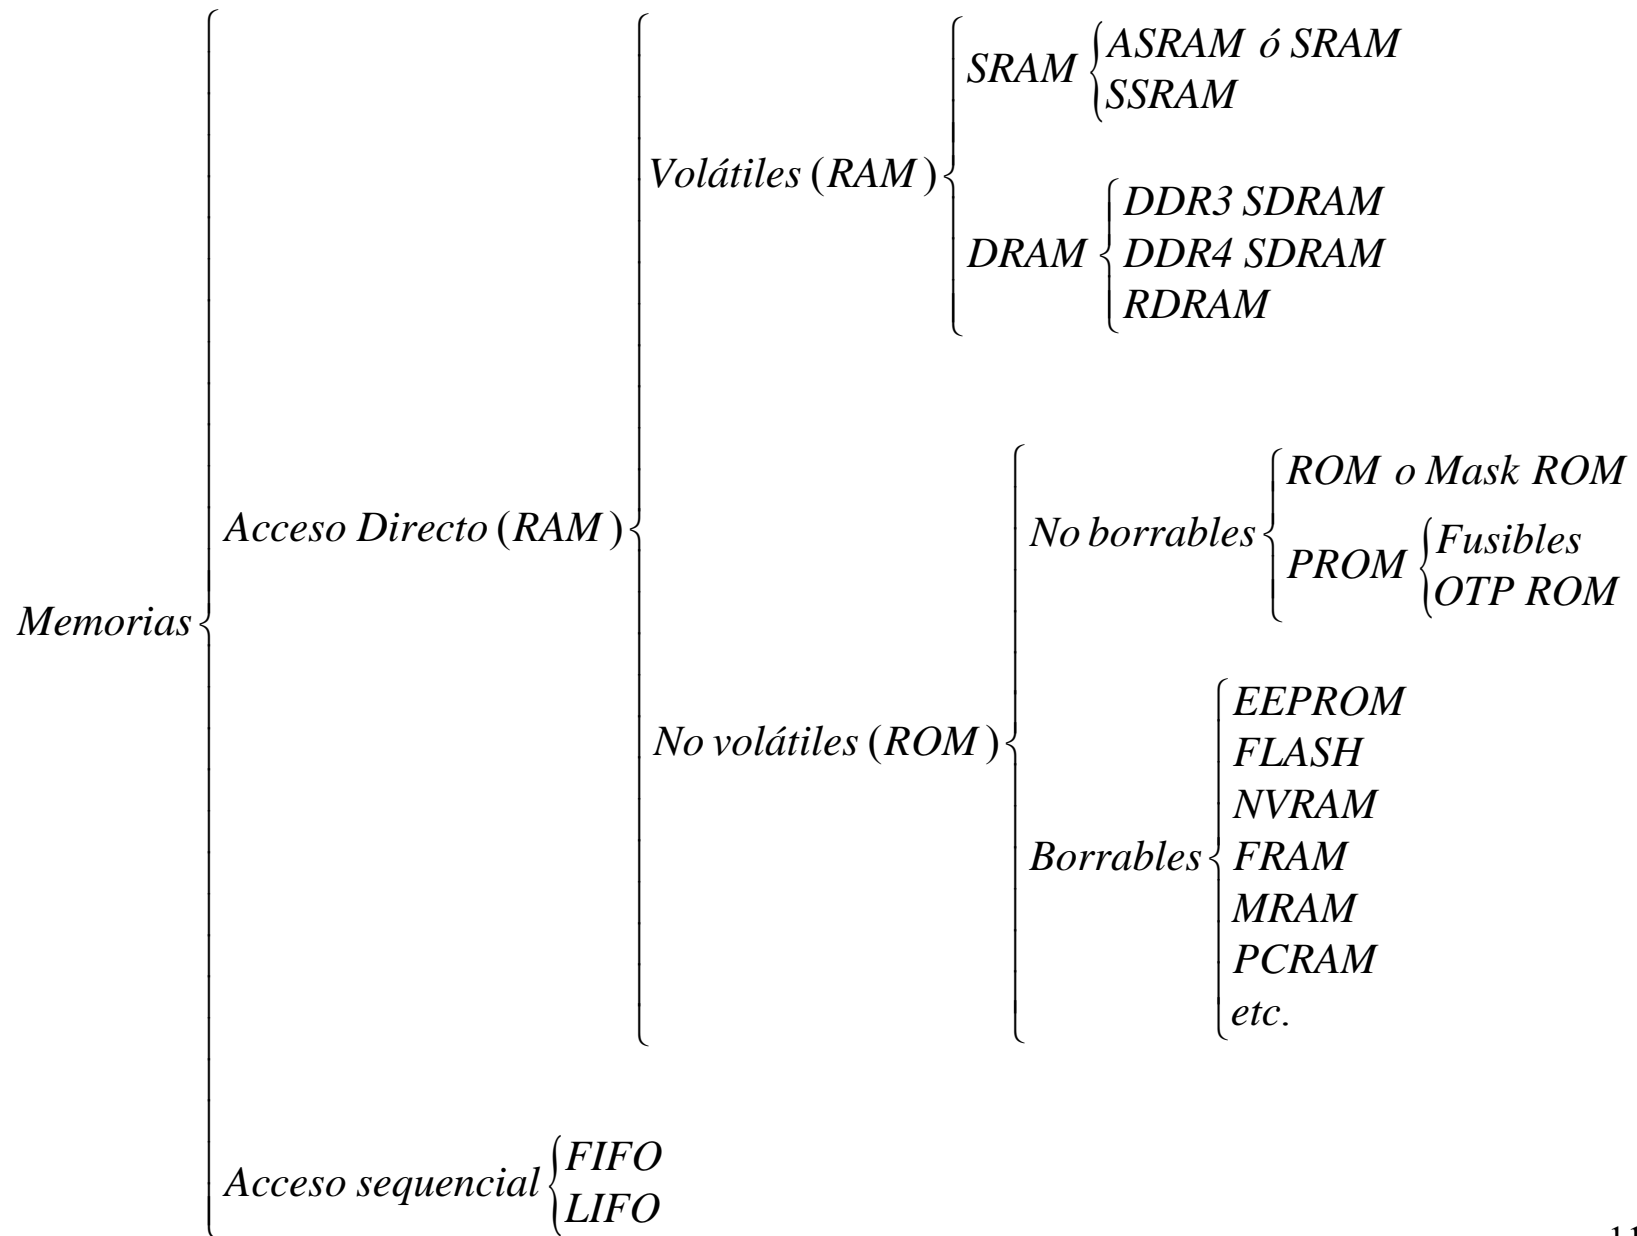 Memorias
Acceso Directo (RAM)
Volátiles (RAM)
SRAM
ASRAM ó SRAM
SSRAM
DRAM
DDR3 SDRAM
DDR4 SDRAM
RDRAM
No volátiles (ROM)
No borrables
ROM o Mask ROM
PROM
Fusibles
OTP ROM
Borrables
EEPROM
FLASH
NVRAM
FRAM
MRAM
PCRAM
etc.
Acceso sequencial
FIFO
LIFO